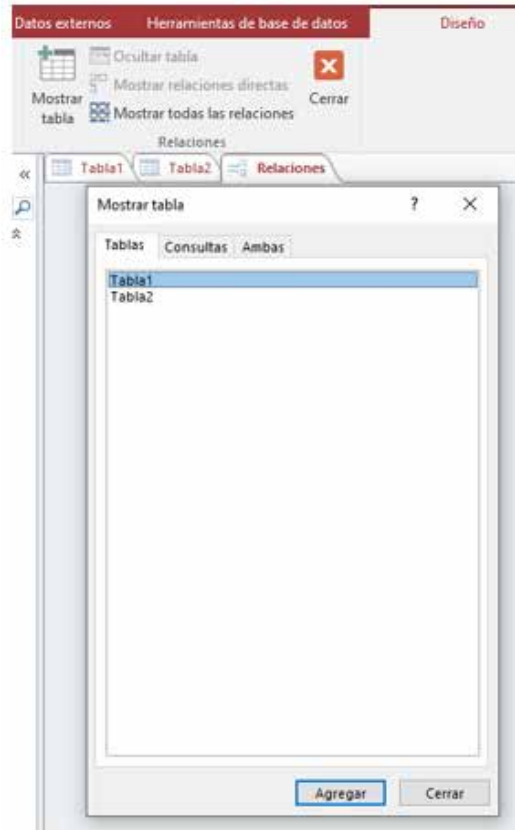 Datos externos Herramientas de base de datos Diseño
Mostrar tabla
Ocultar tabla
Mostrar relaciones directas
Mostrar todas las relaciones
Cerrar
Relaciones
« Tabla1 Tabla2 Relaciones
Mostrar tabla ? ×
Tablas Consultas Ambas
Tabla1
Tabla2
Agregar Cerrar